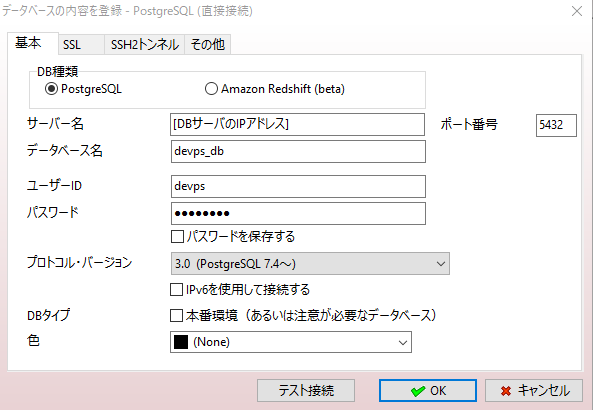 データベースの内容を登録 - PostgreSQL (直接接続)
基本 SSL SSH2トンネル その他
DB種類
PostgreSQL Amazon Redshift (beta)
サーバー名 [DBサーバのIPアドレス] ポート番号 5432
データベース名 devps_db
ユーザーID devps
パスワード ●●●●●●●●
パスワードを保存する
プロトコル・バージョン 3.0 (PostgreSQL 7.4～)
IPv6を使用して接続する
DBタイプ 本番環境（あるいは注意が必要なデータベース）
色 (None)
テスト接続 OK キャンセル